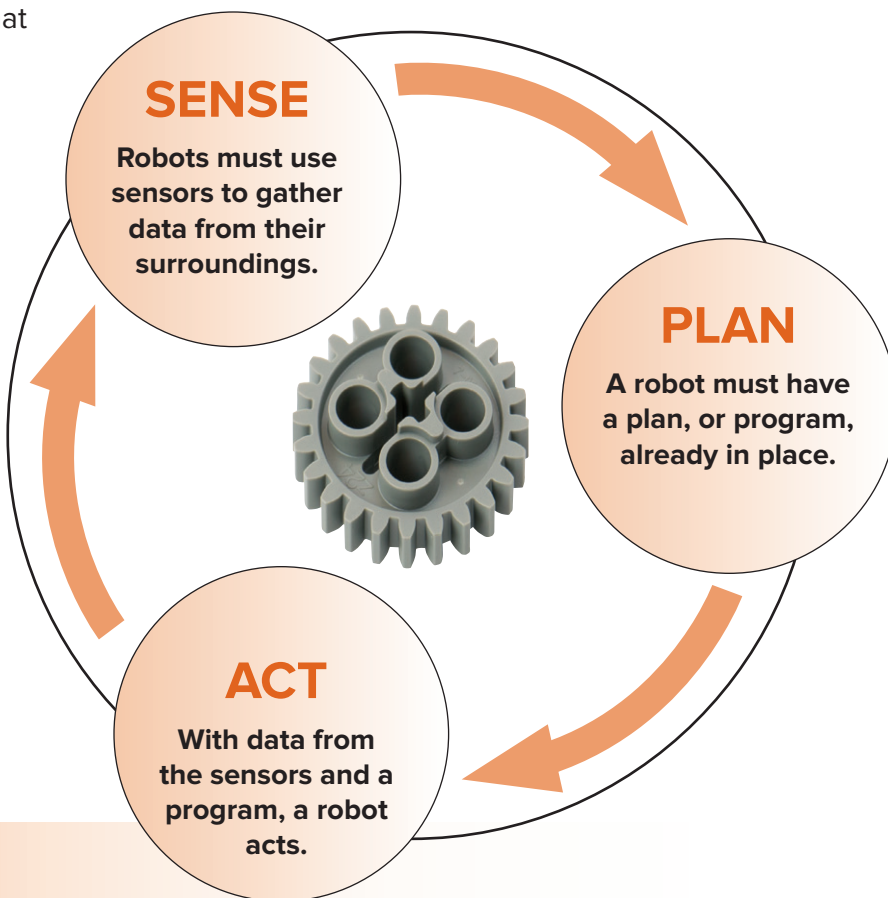 at
SENSE
Robots must use
sensors to gather
data from their
surroundings.
PLAN
A robot must have
a plan, or program,
already in place.
ACT
With data from
the sensors and a
program, a robot
acts.